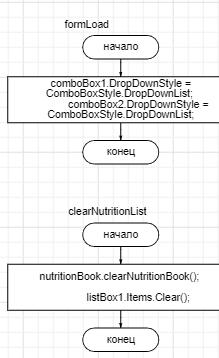 formLoad
начало
comboBox1.DropDownStyle =
ComboBoxStyle.DropDownList;
comboBox2.DropDownStyle =
ComboBoxStyle.DropDownList;
конец
clearNutritionList
начало
nutritionBook.clearNutritionBook();
listBox1.Items.Clear();
конец